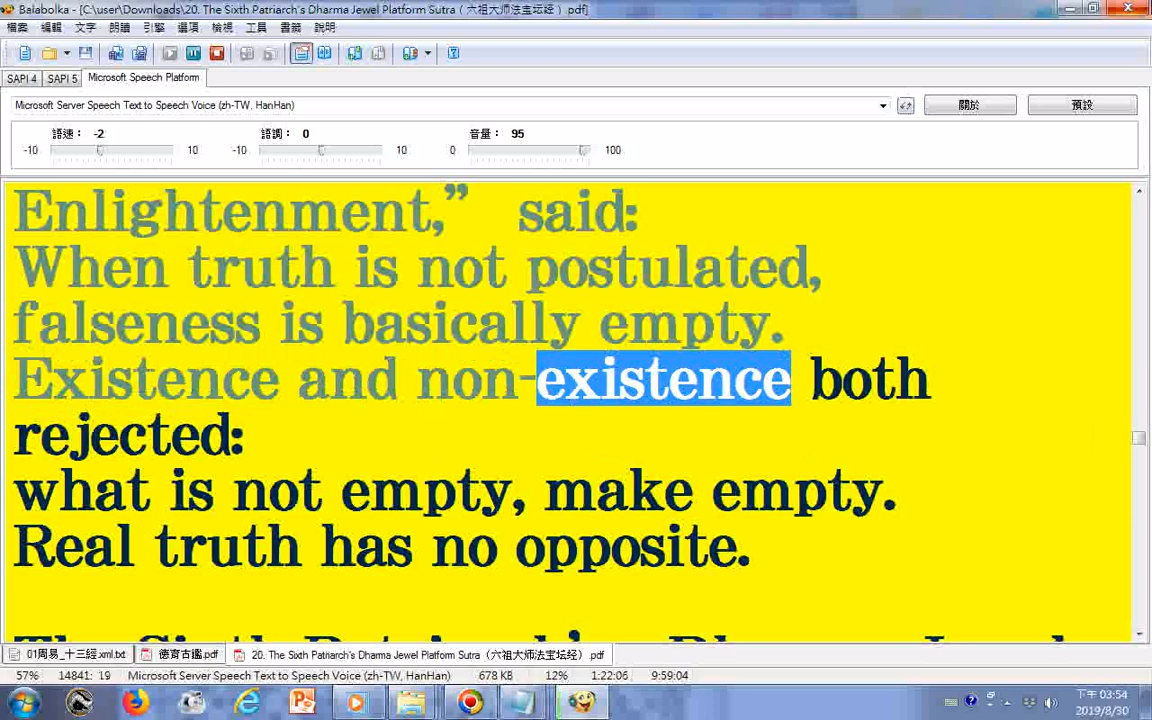 Balabolka - [C:\user\Downloads\20. The Sixth Patriarch's Dharma Jewel Platform Sutra（六祖大师法宝坛经）pdf]
檔案 編輯 文字 朗讀 引擎 選項 檢視 工具 書籤 說明
SAPI 4 SAPI 5 Microsoft Speech Platform
Microsoft Server Speech Text to Speech Voice (zh-TW, HanHan) 關於 預設
語速： -2 語調： 0 音量： 95
-10 10 -10 10 0 100
Enlightenment,” said:
When truth is not postulated,
falseness is basically empty.
Existence and non-existence both
rejected:
what is not empty, make empty.
Real truth has no opposite.
The Sixth Patriarch's Dharma Jewel
01周易_十三經.xml.txt 德育古鑑.pdf 20. The Sixth Patriarch's Dharma Jewel Platform Sutra（六祖大师法宝坛经）.pdf
57% 14841: 19 Microsoft Server Speech Text to Speech Voice (zh-TW, HanHan) 678 KB 12% 1:22:06 9:59:04
下午 03:54
2019/8/30